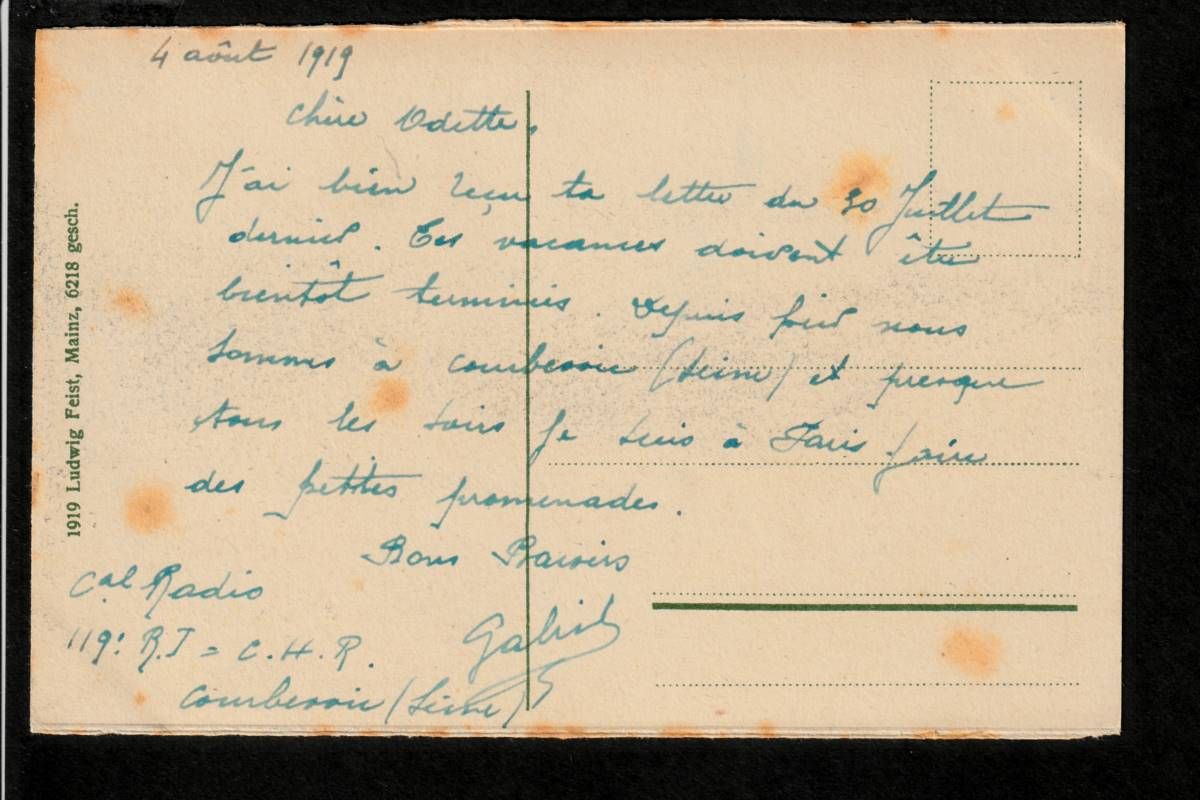 4 août 1919
Chère Odette.
J'ai bien reçu ta lettre du 30 Juillet
dernier. Tes vacances doivent être
bientôt terminées. Depuis hier nous
sommes à Courbevoie (Seine) et presque
tous les soirs je suis à Paris faire
des petites promenades.
Bons Baisers
Gabriel
Cal Radio
119e R.I = C.H.R.
Courbevoie (Seine)
1919 Ludwig Feist, Mainz, 6218 gesch.